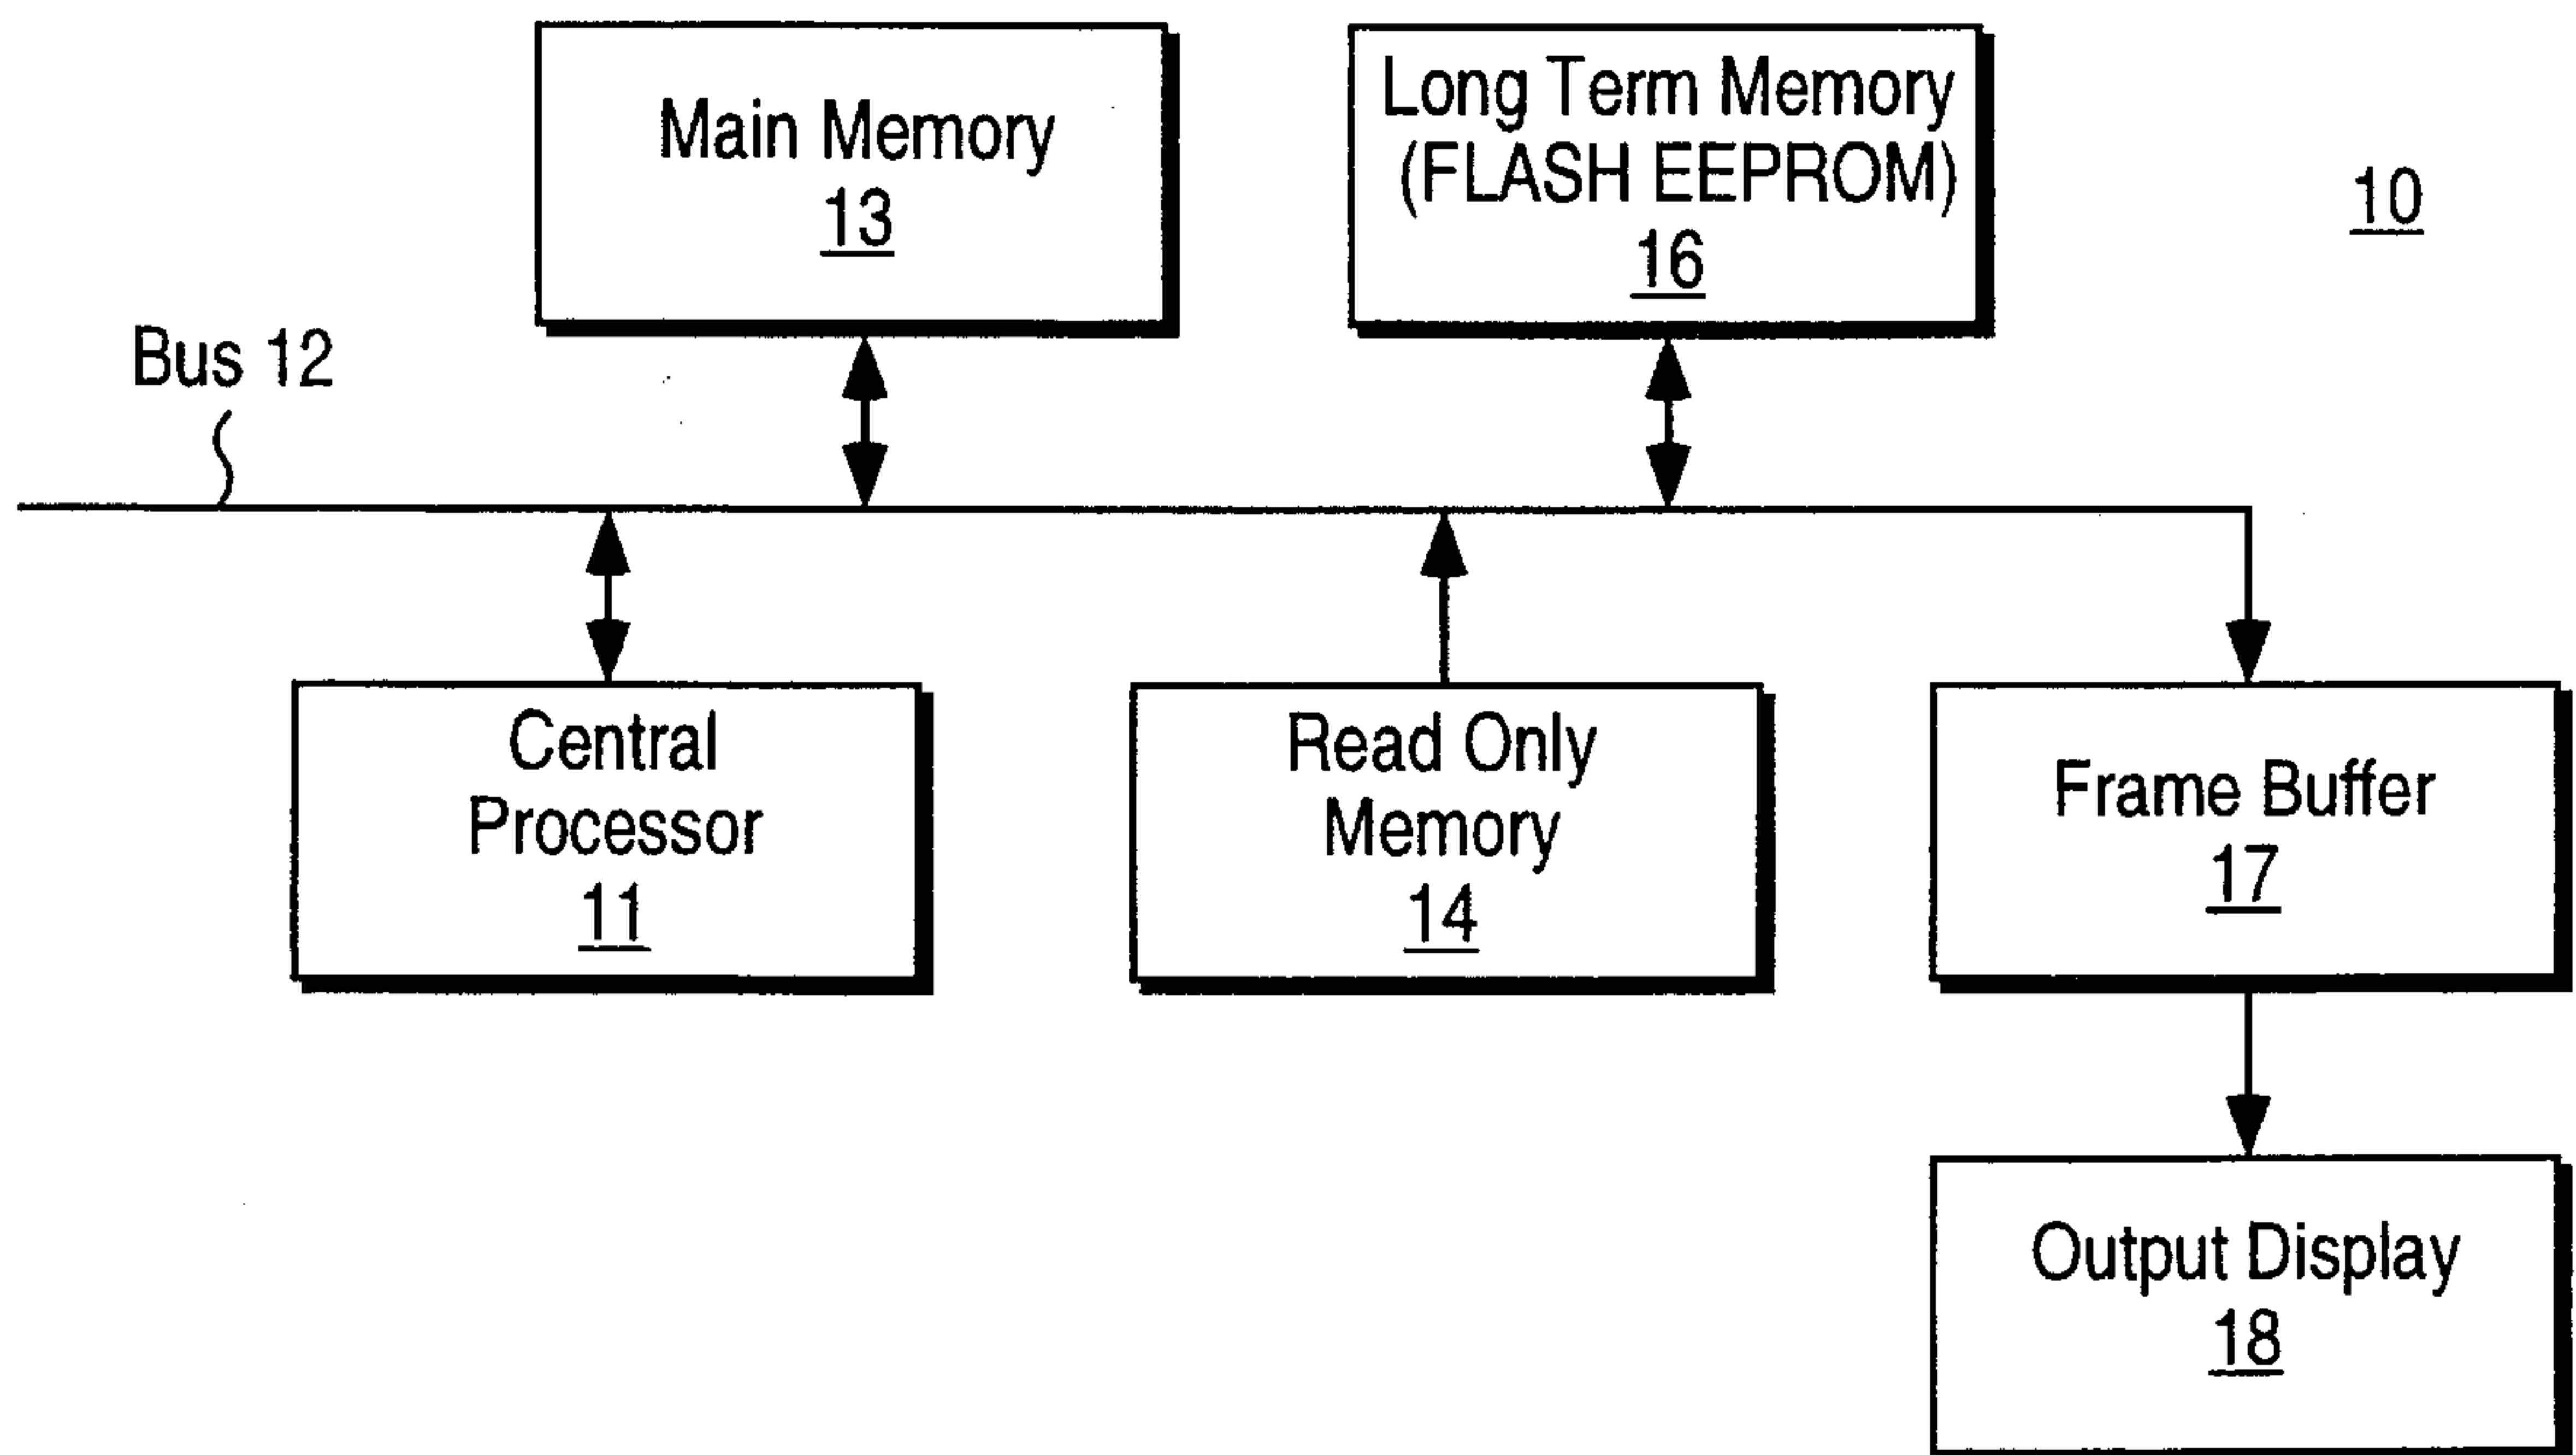 Main Memory
13
Long Term Memory
(FLASH EEPROM)
16
10
Bus 12
Central
Processor
11
Read Only
Memory
14
Frame Buffer
17
Output Display
18